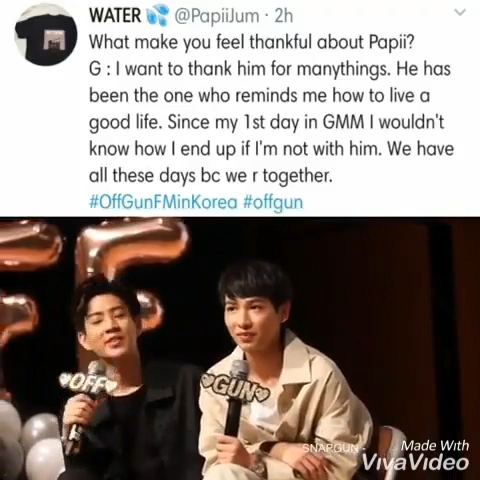 WATER 💦 @PapiiJum · 2h
What make you feel thankful about Papii?
G : I want to thank him for manythings. He has
been the one who reminds me how to live a
good life. Since my 1st day in GMM I wouldn't
know how I end up if I'm not with him. We have
all these days bc we r together.
#OffGunFMinKorea #offgun
♥OFF♥
♥GUN♥
SNAPGUN
Made With
VivaVideo